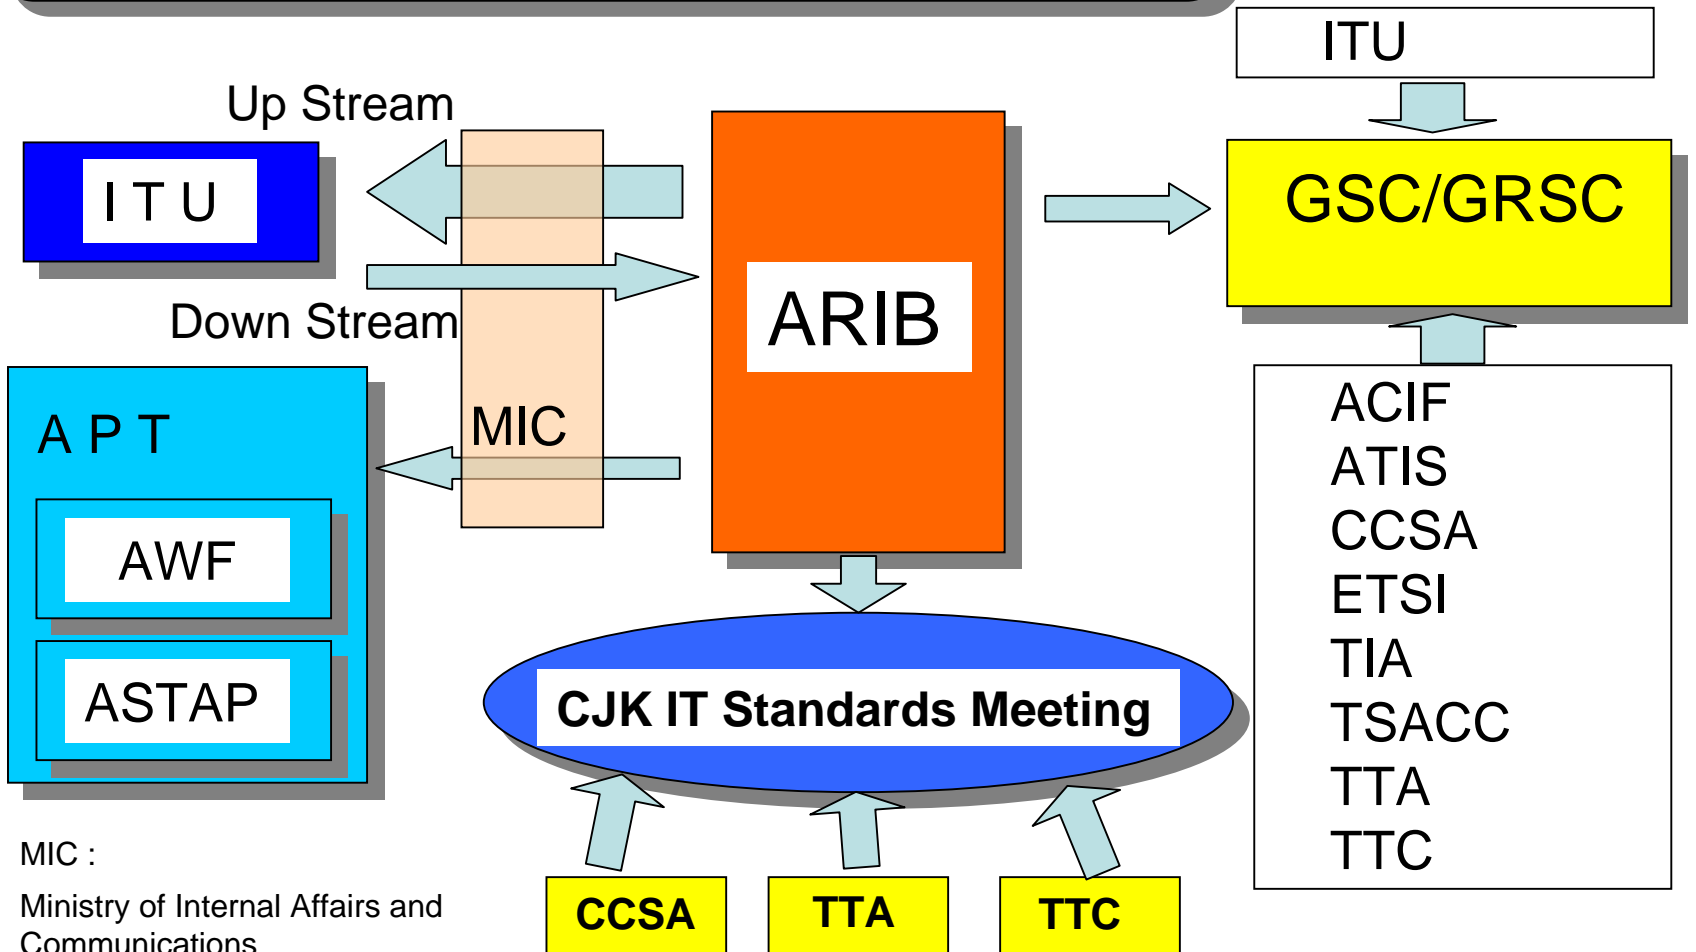 ITU
Up Stream
I T U
GSC/GRSC
ARIB
Down Stream
MIC
A P T
AWF
ASTAP
ACIF
ATIS
CCSA
ETSI
TIA
TSACC
TTA
TTC
CJK IT Standards Meeting
CCSA
TTA
TTC
MIC :
Ministry of Internal Affairs and
Communications